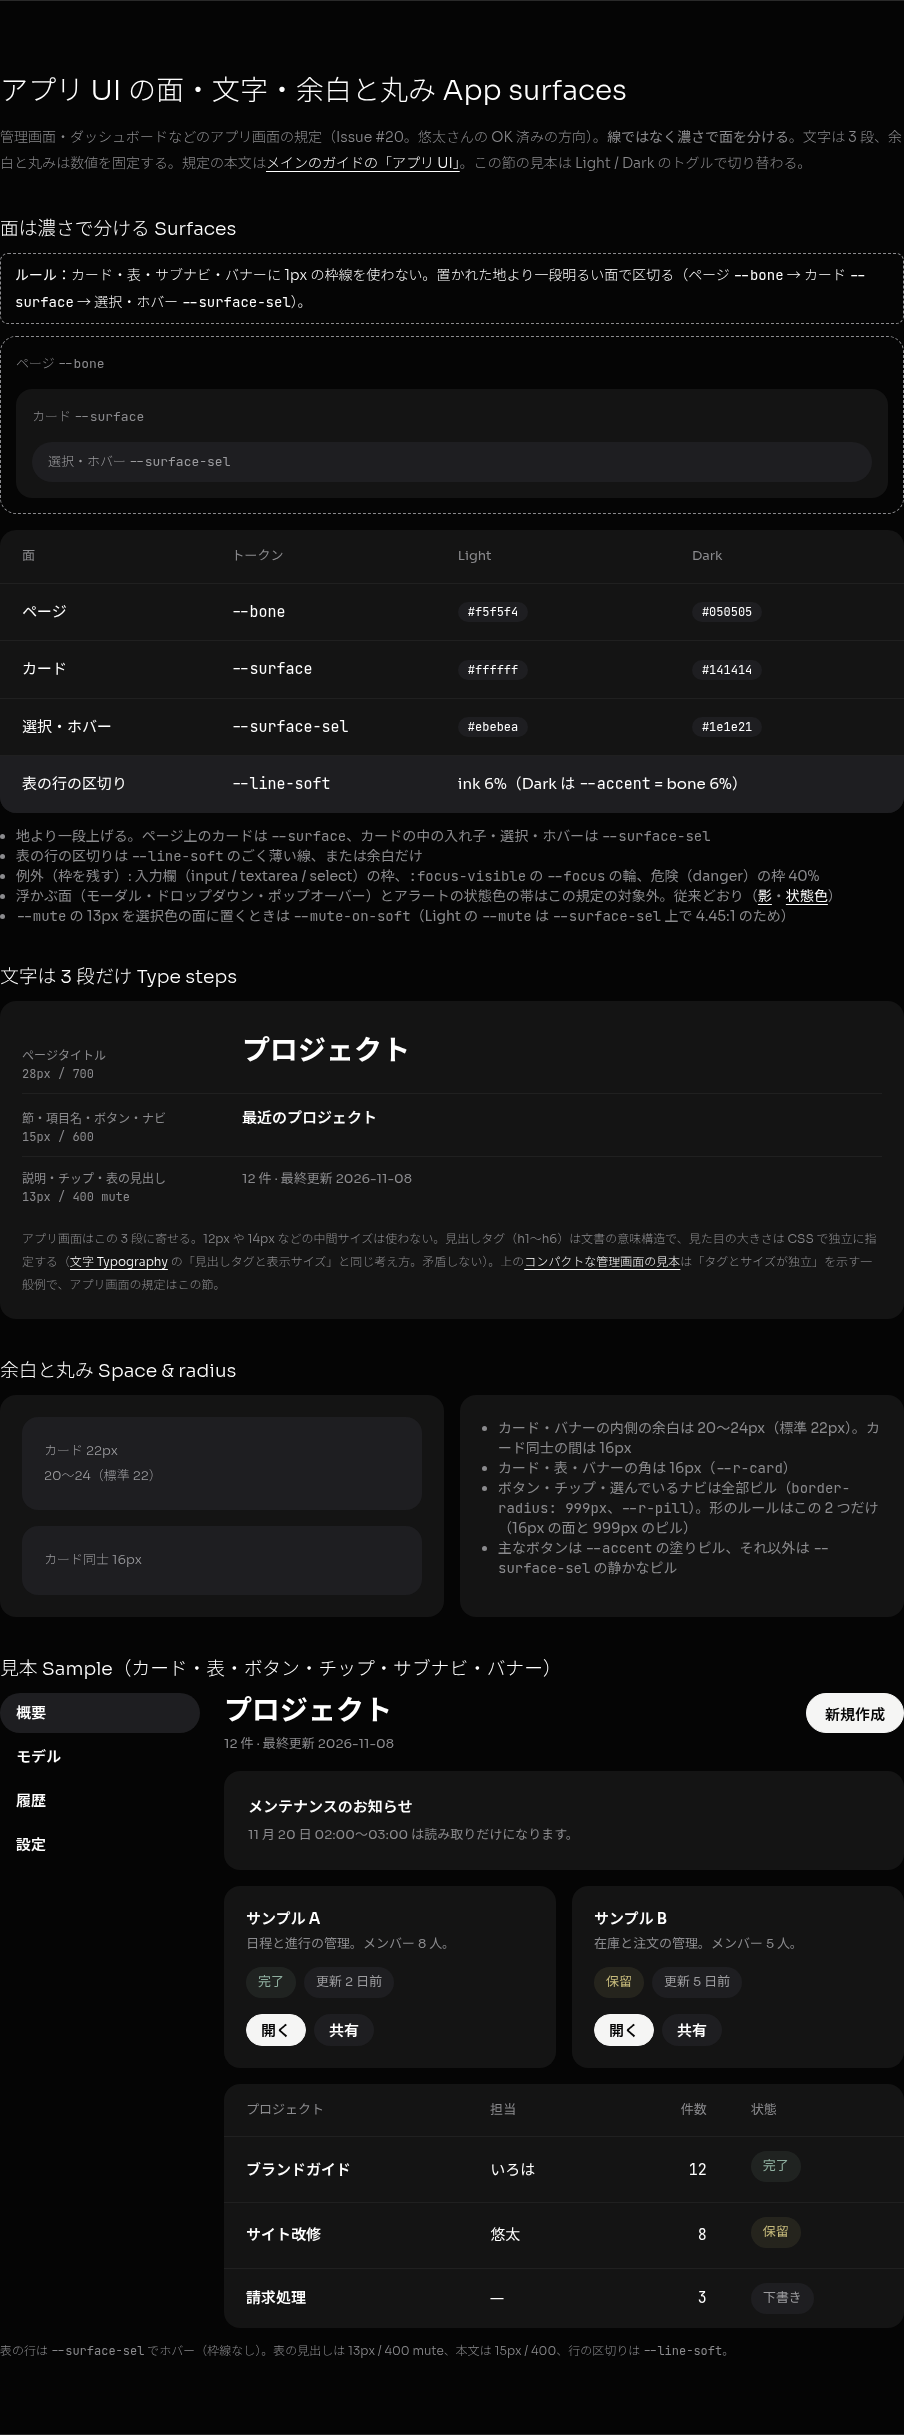 アプリ UI の面・文字・余白と丸み App surfaces
管理画面・ダッシュボードなどのアプリ画面の規定（Issue #20。悠太さんの OK 済みの方向）。線ではなく濃さで面を分ける。文字は 3 段、余
白と丸みは数値を固定する。規定の本文はメインのガイドの「アプリ UI」。この節の見本は Light / Dark のトグルで切り替わる。
面は濃さで分ける Surfaces
ルール：カード・表・サブナビ・バナーに 1px の枠線を使わない。置かれた地より一段明るい面で区切る（ページ --bone → カード --
surface → 選択・ホバー --surface-sel）。
ページ --bone
カード --surface
選択・ホバー --surface-sel
面 トークン Light Dark
ページ --bone #f5f5f4 #050505
カード --surface #ffffff #141414
選択・ホバー --surface-sel #ebebea #1e1e21
表の行の区切り --line-soft ink 6%（Dark は --accent = bone 6%）
地より一段上げる。ページ上のカードは --surface、カードの中の入れ子・選択・ホバーは --surface-sel
表の行の区切りは --line-soft のごく薄い線、または余白だけ
例外（枠を残す）: 入力欄（input / textarea / select）の枠、:focus-visible の --focus の輪、危険（danger）の枠 40%
浮かぶ面（モーダル・ドロップダウン・ポップオーバー）とアラートの状態色の帯はこの規定の対象外。従来どおり（影・状態色）
--mute の 13px を選択色の面に置くときは --mute-on-soft（Light の --mute は --surface-sel 上で 4.45:1 のため）
文字は 3 段だけ Type steps
ページタイトル
28px / 700
プロジェクト
節・項目名・ボタン・ナビ
15px / 600
最近のプロジェクト
説明・チップ・表の見出し
13px / 400 mute
12 件 · 最終更新 2026-11-08
アプリ画面はこの 3 段に寄せる。12px や 14px などの中間サイズは使わない。見出しタグ（h1〜h6）は文書の意味構造で、見た目の大きさは CSS で独立に指
定する（文字 Typography の「見出しタグと表示サイズ」と同じ考え方。矛盾しない）。上のコンパクトな管理画面の見本は「タグとサイズが独立」を示す一
般例で、アプリ画面の規定はこの節。
余白と丸み Space & radius
カード 22px
20〜24（標準 22）
カード同士 16px
カード・バナーの内側の余白は 20〜24px（標準 22px）。カ
ード同士の間は 16px
カード・表・バナーの角は 16px（--r-card）
ボタン・チップ・選んでいるナビは全部ピル（border-
radius: 999px、--r-pill）。形のルールはこの 2 つだけ
（16px の面と 999px のピル）
主なボタンは --accent の塗りピル、それ以外は --
surface-sel の静かなピル
見本 Sample（カード・表・ボタン・チップ・サブナビ・バナー）
概要
モデル
履歴
設定
プロジェクト
12 件 · 最終更新 2026-11-08
新規作成
メンテナンスのお知らせ
11 月 20 日 02:00〜03:00 は読み取りだけになります。
サンプル A
日程と進行の管理。メンバー 8 人。
完了 更新 2 日前
開く 共有
サンプル B
在庫と注文の管理。メンバー 5 人。
保留 更新 5 日前
開く 共有
プロジェクト 担当 件数 状態
ブランドガイド いろは 12 完了
サイト改修 悠太 8 保留
請求処理 — 3 下書き
表の行は --surface-sel でホバー（枠線なし）。表の見出しは 13px / 400 mute、本文は 15px / 400、行の区切りは --line-soft。